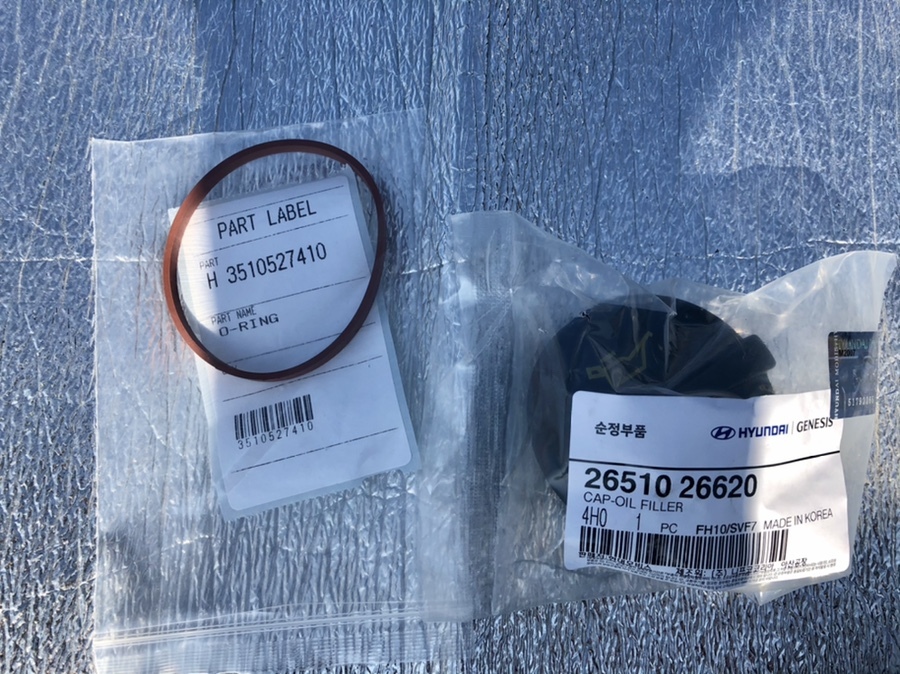 PART LABEL
PART
H 3510527410
PART NAME
O-RING
3510527410
순정부품
HYUNDAI | GENESIS
26510 26620
CAP-OIL FILLER
4H0 1 PC FH10/SVF7 MADE IN KOREA